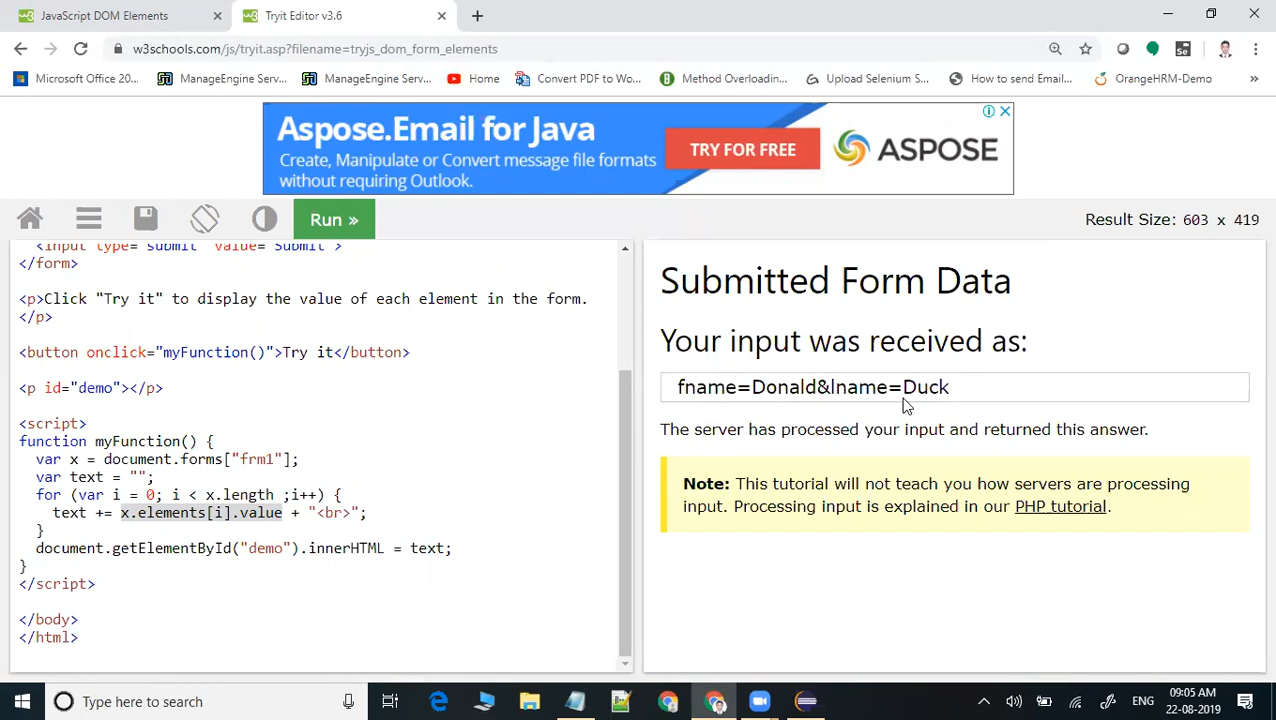 JavaScript DOM Elements
Tryit Editor v3.6
w3schools.com/js/tryit.asp?filename=tryjs_dom_form_elements
Microsoft Office 20...
ManageEngine Serv...
ManageEngine Serv...
Home
Convert PDF to Wo...
Method Overloadin...
Upload Selenium S...
How to send Email...
OrangeHRM-Demo
Aspose.Email for Java
Create, Manipulate or Convert message file formats
without requiring Outlook.
TRY FOR FREE
ASPOSE
Run »
Result Size: 603 x 419
<input type="submit" value="Submit">
</form>
<p>Click "Try it" to display the value of each element in the form.
</p>
<button onclick="myFunction()">Try it</button>
<p id="demo"></p>
<script>
function myFunction() {
var x = document.forms["frm1"];
var text = "";
for (var i = 0; i < x.length ;i++) {
text += x.elements[i].value + "<br>";
}
document.getElementById("demo").innerHTML = text;
}
</script>
</body>
</html>
Submitted Form Data
Your input was received as:
fname=Donald&lname=Duck
The server has processed your input and returned this answer.
Note: This tutorial will not teach you how servers are processing
input. Processing input is explained in our PHP tutorial.
Type here to search
ENG
09:05 AM
22-08-2019